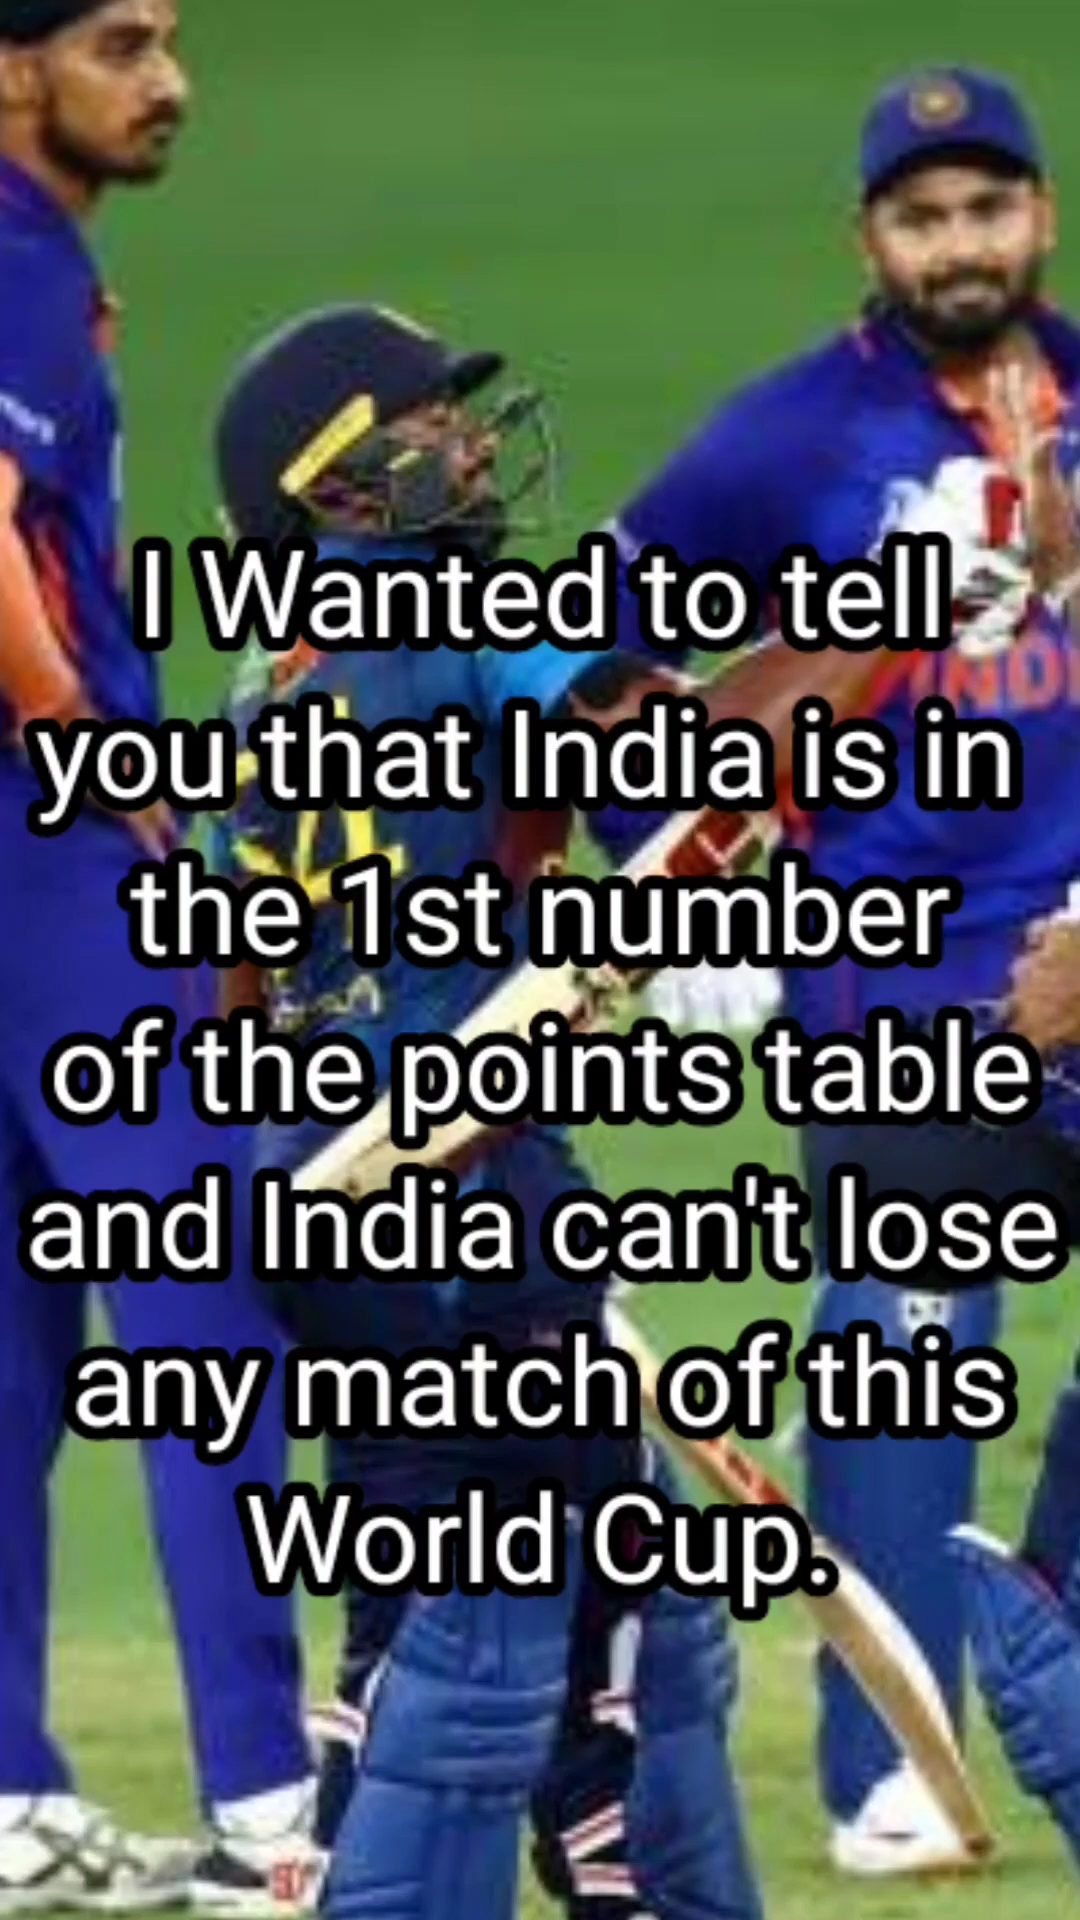 I Wanted to tell
you that India is in
the 1st number
of the points table
and India can't lose
any match of this
World Cup.
INDI